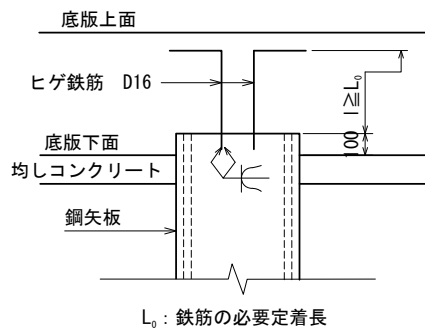 底版上面
ヒゲ鉄筋 D16
l≧L₀
100
底版下面
均しコンクリート
鋼矢板
L₀：鉄筋の必要定着長